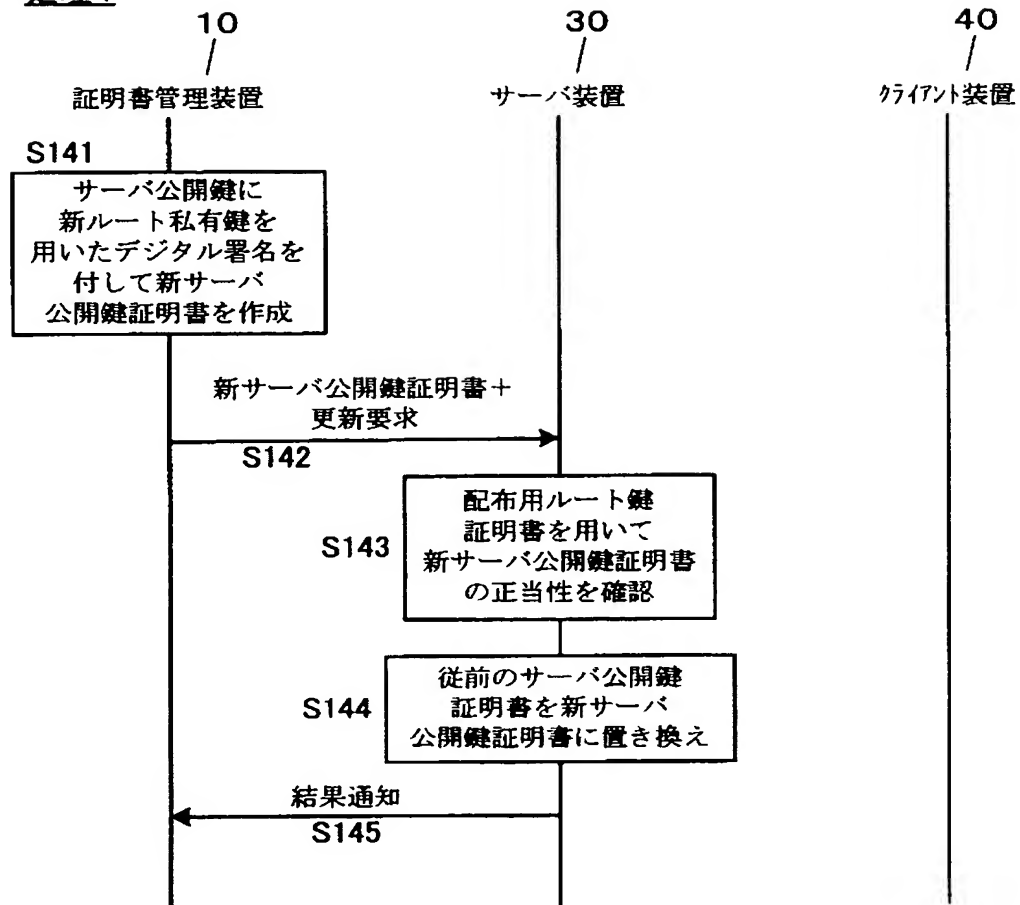 10
30
40
証明書管理装置
サーバ装置
クライアント装置
S141
サーバ公開鍵に
新ルート私有鍵を
用いたデジタル署名を
付して新サーバ
公開鍵証明書を作成
新サーバ公開鍵証明書+
更新要求
S142
S143
配布用ルート鍵
証明書を用いて
新サーバ公開鍵証明書
の正当性を確認
S144
従前のサーバ公開鍵
証明書を新サーバ
公開鍵証明書に置き換え
結果通知
S145